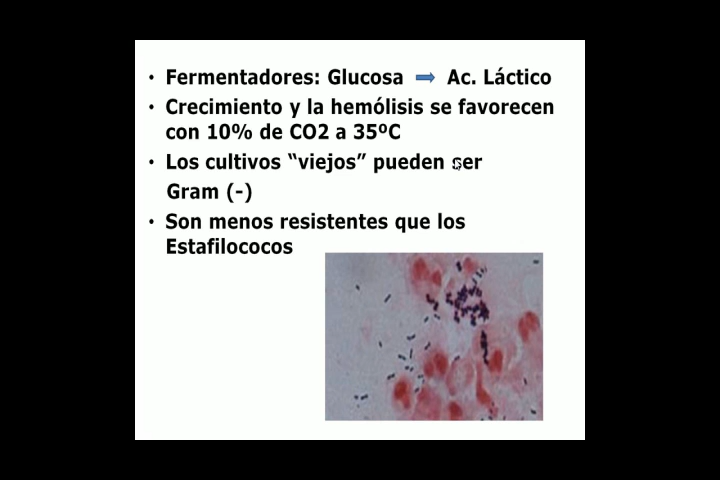 • Fermentadores: Glucosa ➡ Ac. Láctico
• Crecimiento y la hemólisis se favorecen
con 10% de CO2 a 35ºC
• Los cultivos “viejos” pueden ser
Gram (-)
• Son menos resistentes que los
Estafilococos